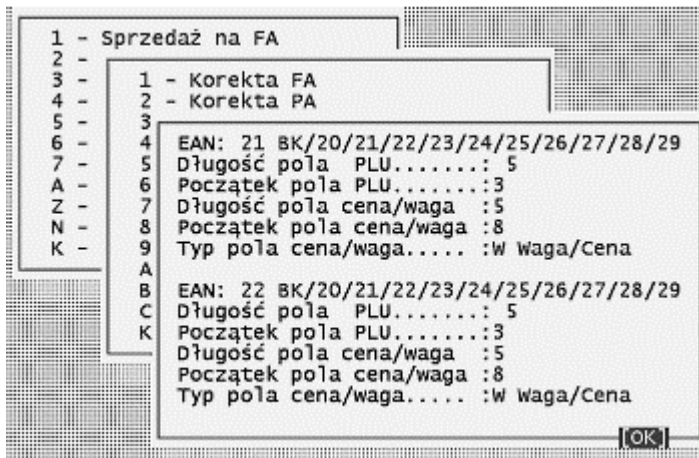 1 - Sprzedaż na FA
2 -
3 -
4 -
5 -
6 -
7 -
A -
Z -
N -
K -
1 - Korekta FA
2 - Korekta PA
3
4
5
6
7
8
9
A
B
C
K
EAN: 21 BK/20/21/22/23/24/25/26/27/28/29
Długość pola PLU.......: 5
Początek pola PLU.......:3
Długość pola cena/waga :5
Początek pola cena/waga :8
Typ pola cena/waga..... :W Waga/Cena
EAN: 22 BK/20/21/22/23/24/25/26/27/28/29
Długość pola PLU.......: 5
Początek pola PLU.......:3
Długość pola cena/waga :5
Początek pola cena/waga :8
Typ pola cena/waga..... :W Waga/Cena
[OK]